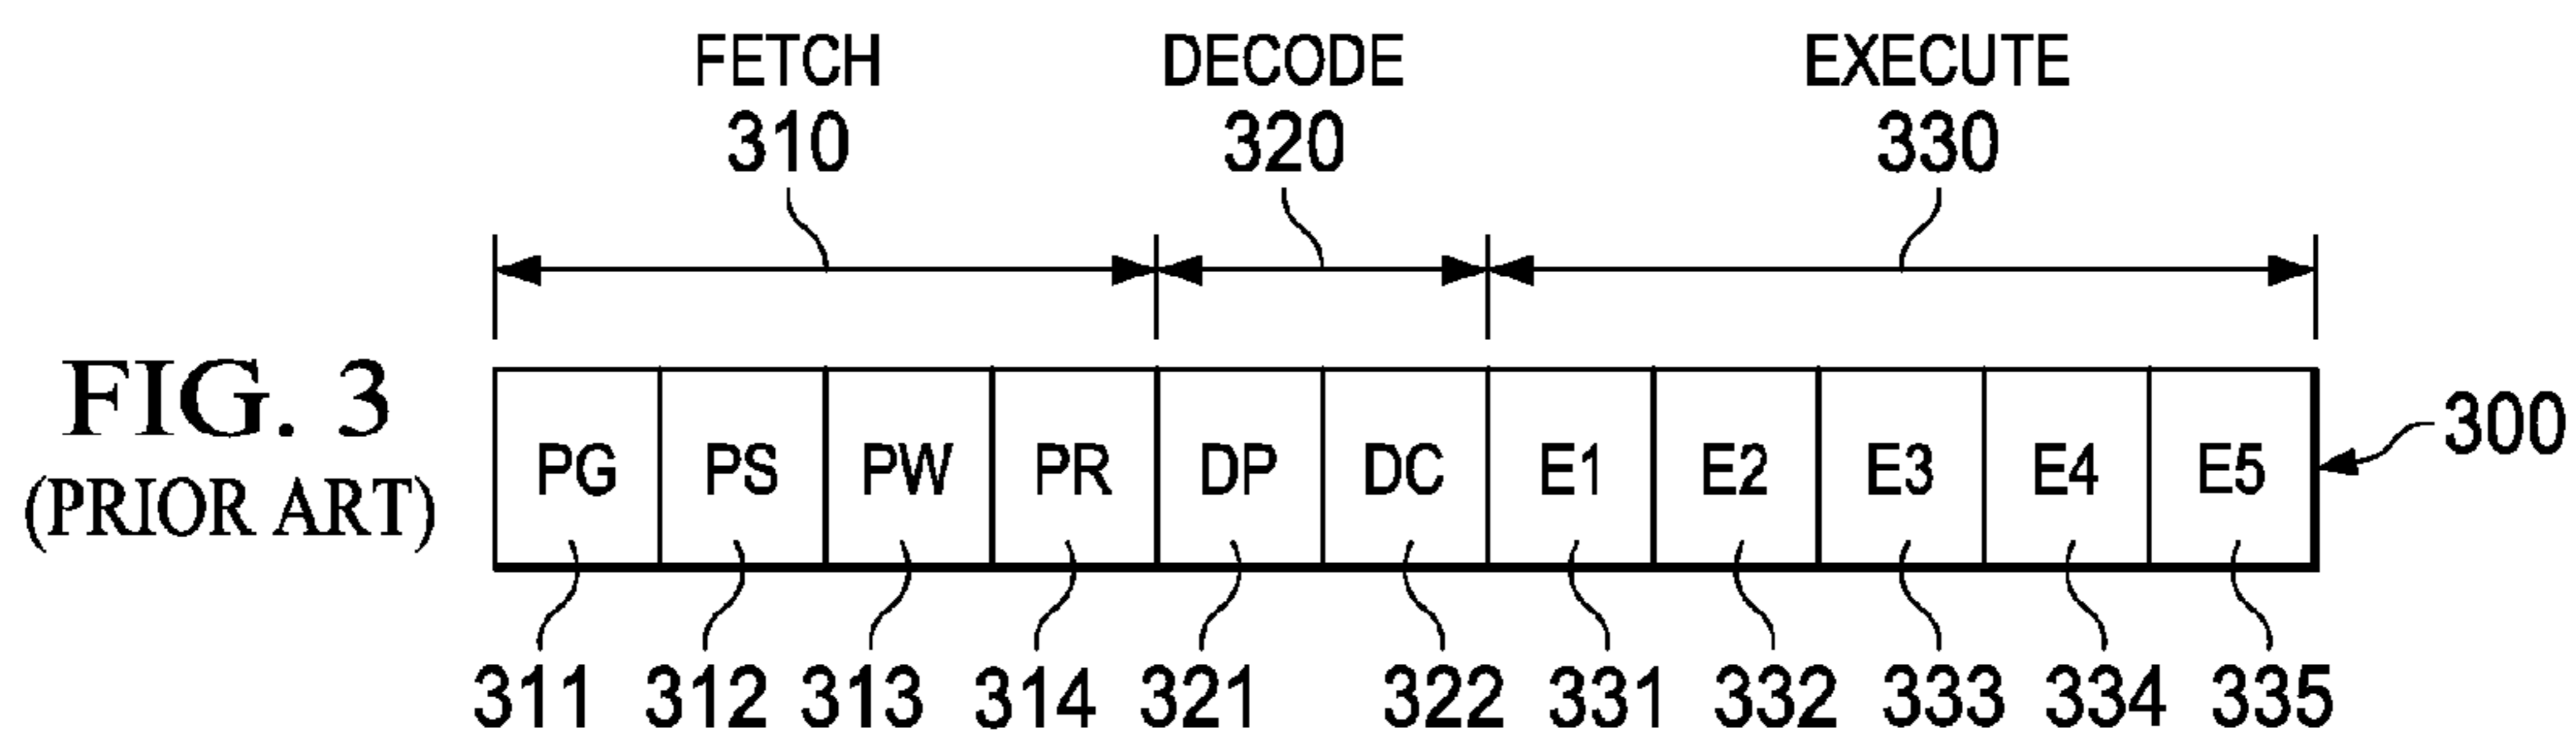 FETCH DECODE EXECUTE
310 320 330
FIG. 3
(PRIOR ART)
PG PS PW PR DP DC E1 E2 E3 E4 E5
300
311 312 313 314 321 322 331 332 333 334 335